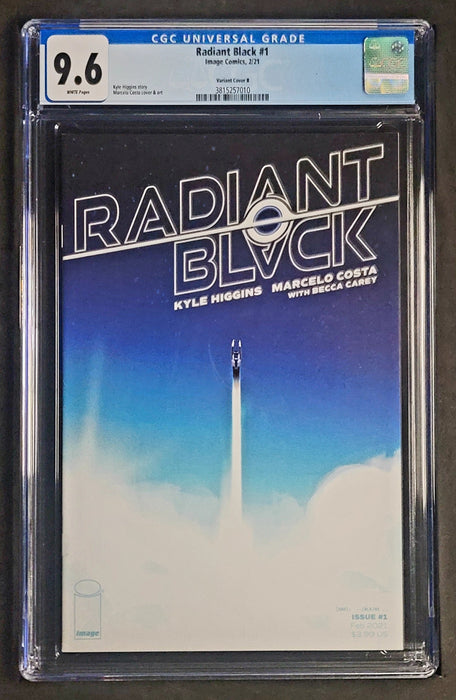 CGC UNIVERSAL GRADE
9.6
WHITE Pages
Radiant Black #1
Image Comics, 2/21
Variant Cover B
Kyle Higgins story
Marcelo Costa cover & art
3815257010
RADIANT
BLACK
KYLE HIGGINS MARCELO COSTA
WITH BECCA CAREY
image
ISSUE #1
Feb 2021
$3.99 US